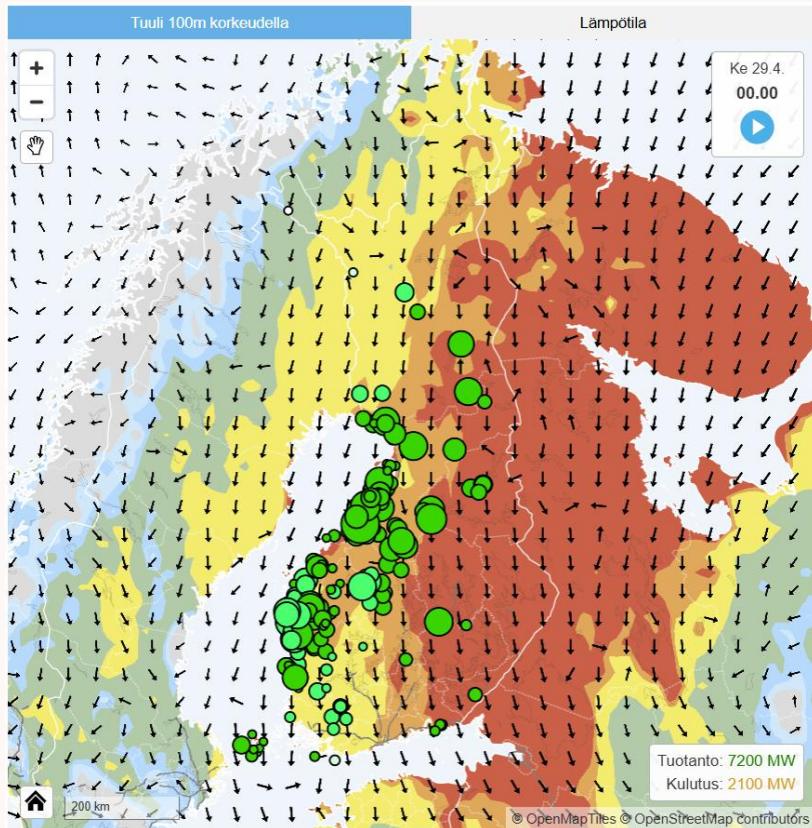 Tuuli 100m korkeudella
Lämpötila
+
−
Ke 29.4.
00.00
Tuotanto: 7200 MW
Kulutus: 2100 MW
200 km
© OpenMapTiles © OpenStreetMap contributors